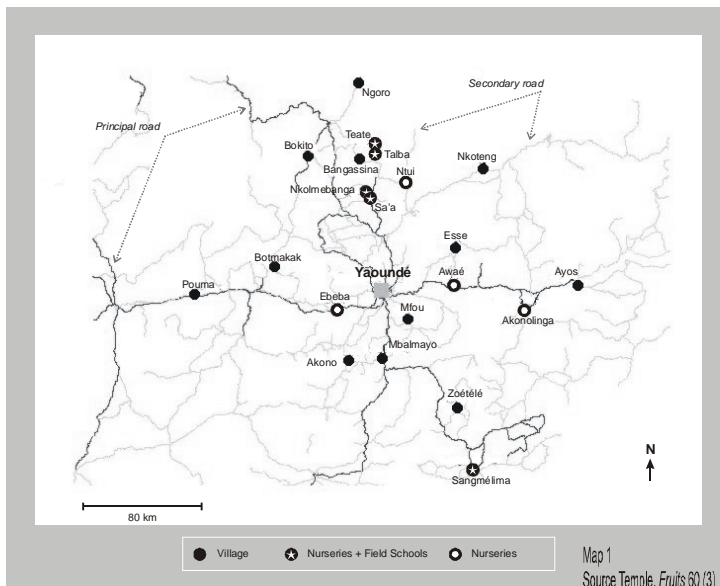 Ngoro
Secondary road
Principal road
Teate
Bokito
Talba
Bangassina
Nkoteng
Ntui
Nkolmebanga
Sa'a
Esse
Botmakak
Yaoundé
Awaé
Ayos
Pouma
Ebeba
Mfou
Akonolinga
Mbalmayo
Akono
Zoétélé
N
Sangmélima
80 km
Village
Nurseries + Field Schools
Nurseries
Map 1
Source Temple, Fruits 60 (3)